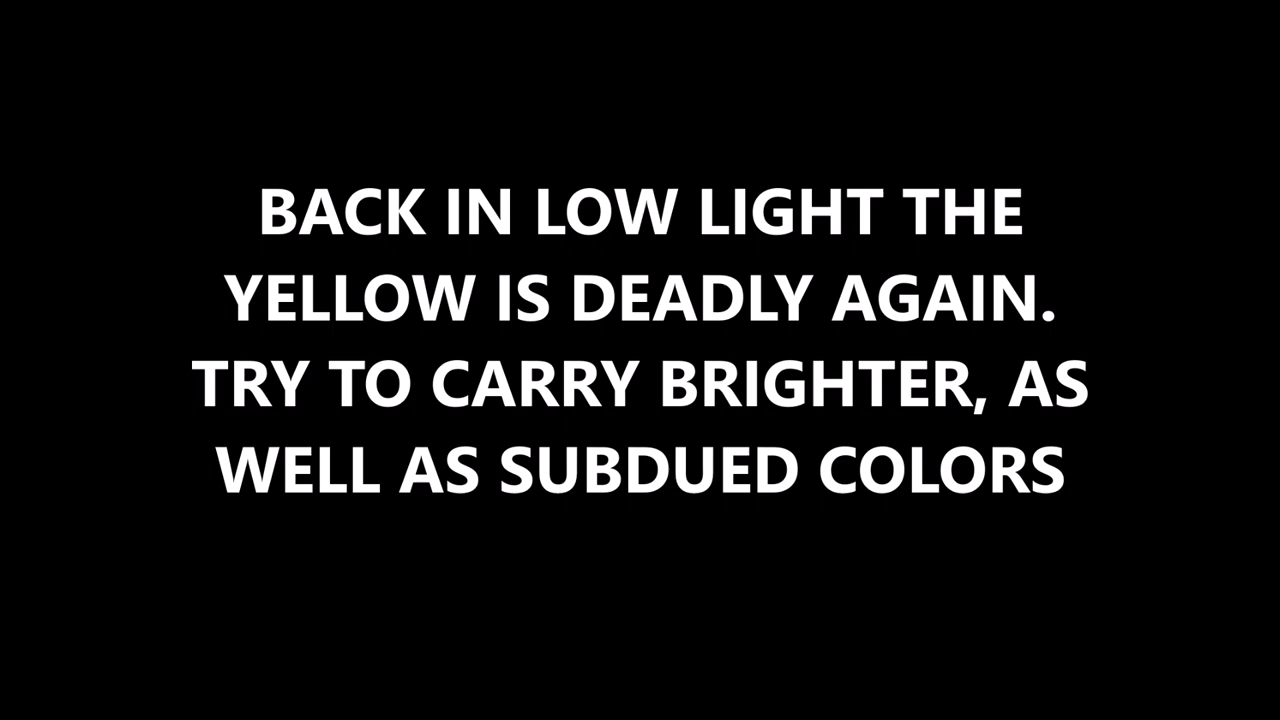 BACK IN LOW LIGHT THE
YELLOW IS DEADLY AGAIN.
TRY TO CARRY BRIGHTER, AS
WELL AS SUBDUED COLORS